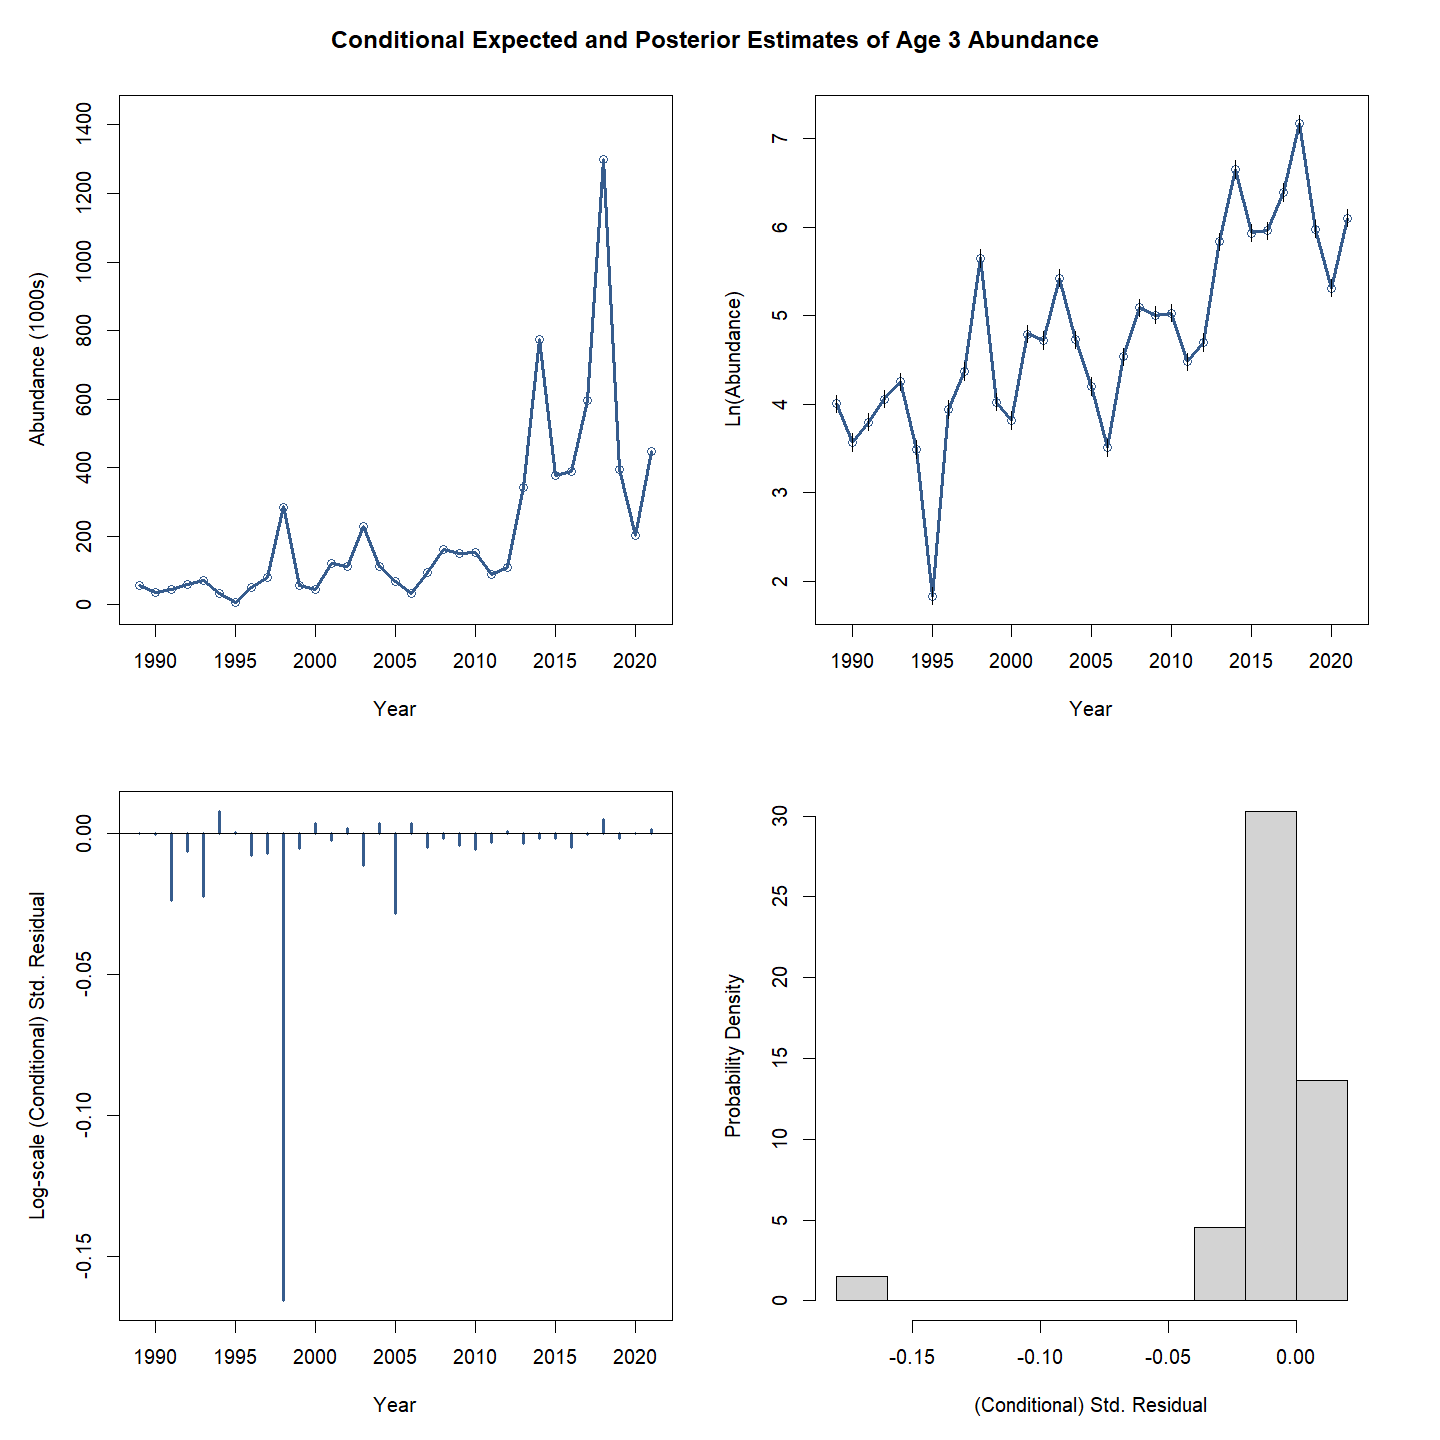 Conditional Expected and Posterior Estimates of Age 3 Abundance
Abundance (1000s)
1400
1200
1000
800
600
400
200
0
1990 1995 2000 2005 2010 2015 2020
Year
Ln(Abundance)
7
6
5
4
3
2
1990 1995 2000 2005 2010 2015 2020
Year
Log-scale (Conditional) Std. Residual
0.00
-0.05
-0.10
-0.15
1990 1995 2000 2005 2010 2015 2020
Year
Probability Density
30
25
20
15
10
5
0
-0.15 -0.10 -0.05 0.00
(Conditional) Std. Residual